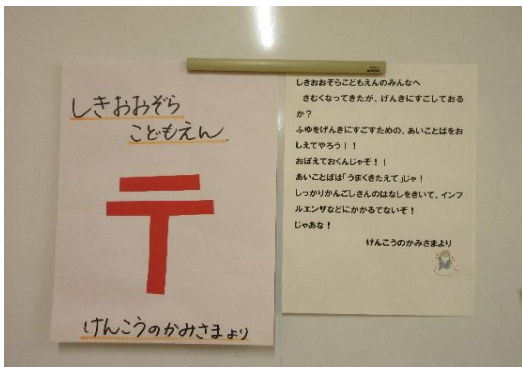 しきおおぞら
こどもえん
〒
けんこうのかみさまより
しきおおぞらこどもえんのみんなへ
さむくなってきたが、げんきにすごしておる
か？
ふゆをげんきにすごすための、あいことばをお
しえてやろう！！
おぼえておくんじゃぞ！！
あいことばは「うまくきたえて」じゃ！
しっかりかんごしさんのはなしをきいて、インフ
ルエンザなどにかかるでないぞ！
じゃあな！
けんこうのかみさまより